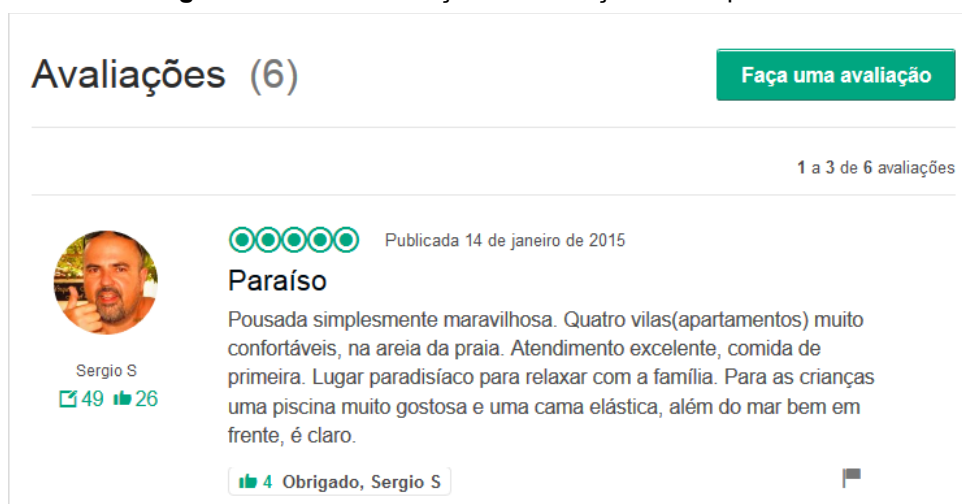 Avaliações (6)
Faça uma avaliação
1 a 3 de 6 avaliações
Publicada 14 de janeiro de 2015
Paraíso
Pousada simplesmente maravilhosa. Quatro vilas(apartamentos) muito
confortáveis, na areia da praia. Atendimento excelente, comida de
primeira. Lugar paradisíaco para relaxar com a família. Para as crianças
uma piscina muito gostosa e uma cama elástica, além do mar bem em
frente, é claro.
Sergio S
49 26
4 Obrigado, Sergio S